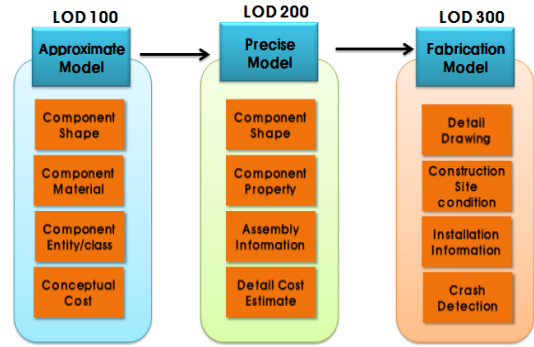 LOD 100
Approximate
Model
Component
Shape
Component
Material
Component
Entity/class
Conceptual
Cost
LOD 200
Precise
Model
Component
Shape
Component
Property
Assembly
Information
Detail Cost
Estimate
LOD 300
Fabrication
Model
Detail
Drawing
Construction
Site
condition
Installation
Information
Crash
Detection